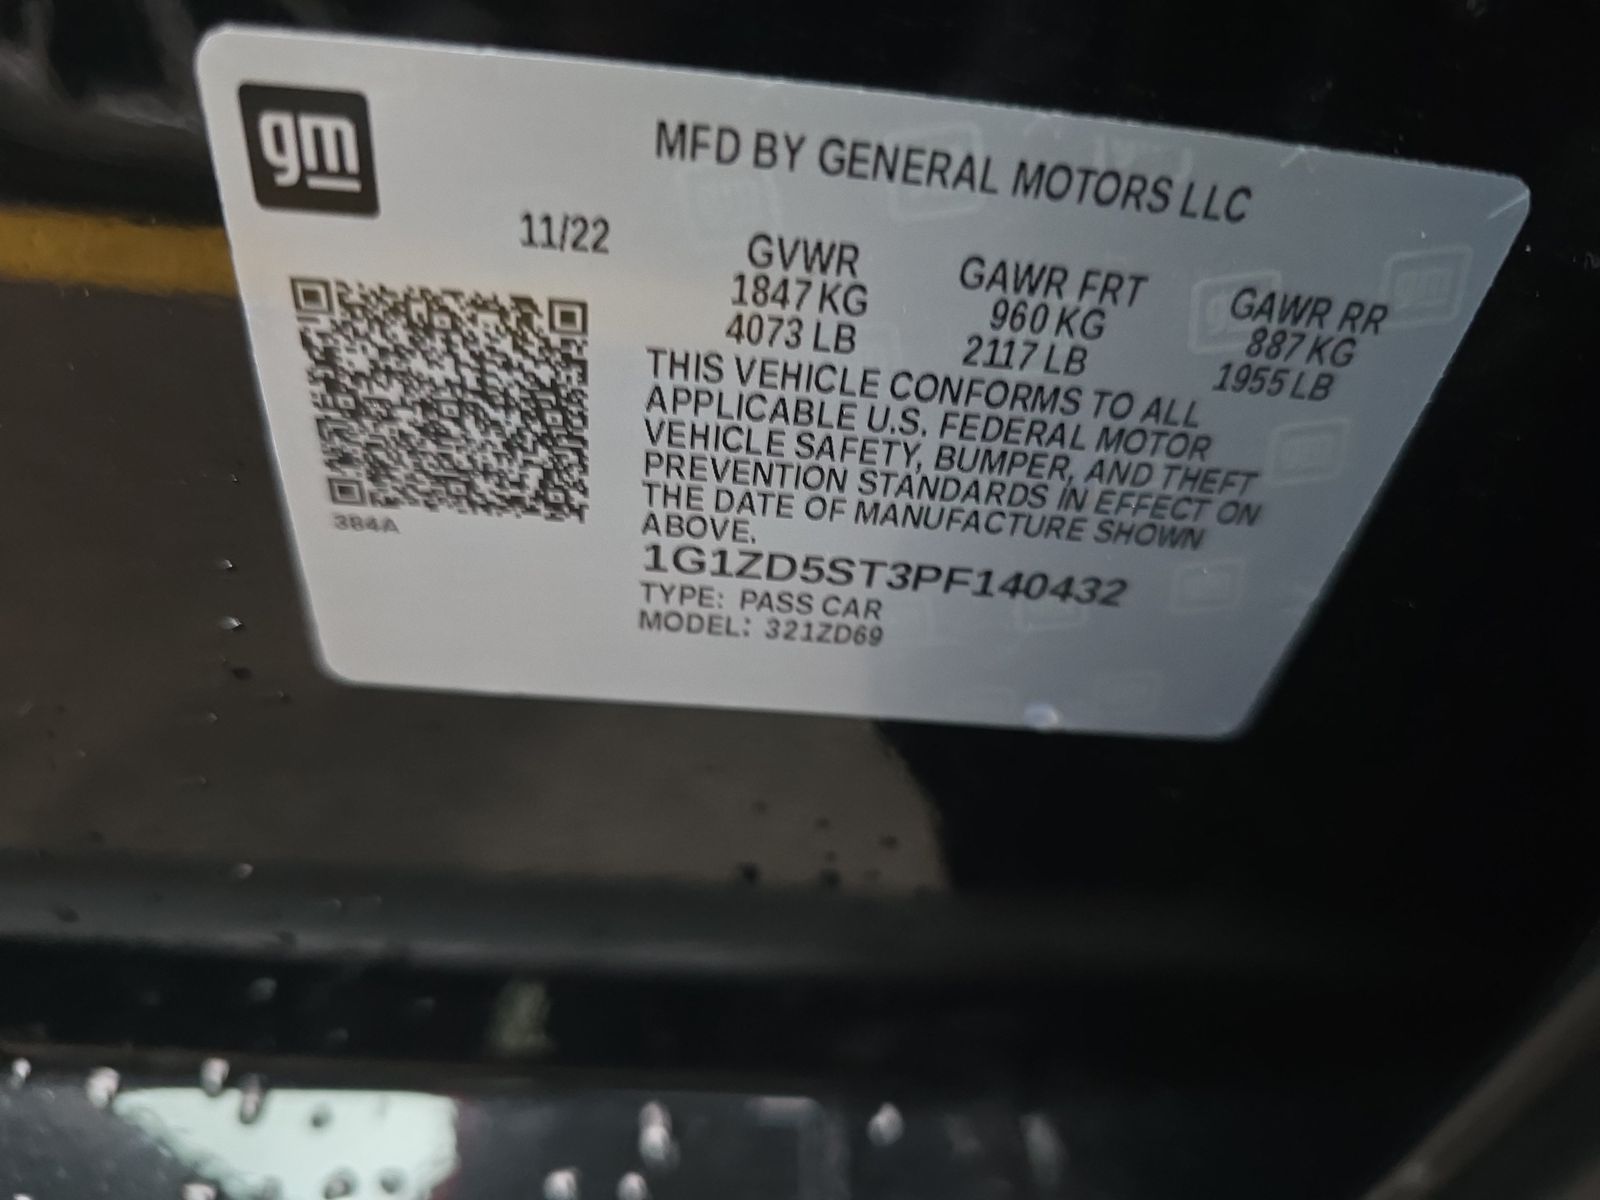 gm
MFD BY GENERAL MOTORS LLC
11/22
GVWR GAWR FRT GAWR RR
1847 KG 960 KG 887 KG
4073 LB 2117 LB 1955 LB
THIS VEHICLE CONFORMS TO ALL
APPLICABLE U.S. FEDERAL MOTOR
VEHICLE SAFETY, BUMPER, AND THEFT
PREVENTION STANDARDS IN EFFECT ON
THE DATE OF MANUFACTURE SHOWN
ABOVE.
384A
1G1ZD5ST3PF140432
TYPE: PASS CAR
MODEL: 321ZD69